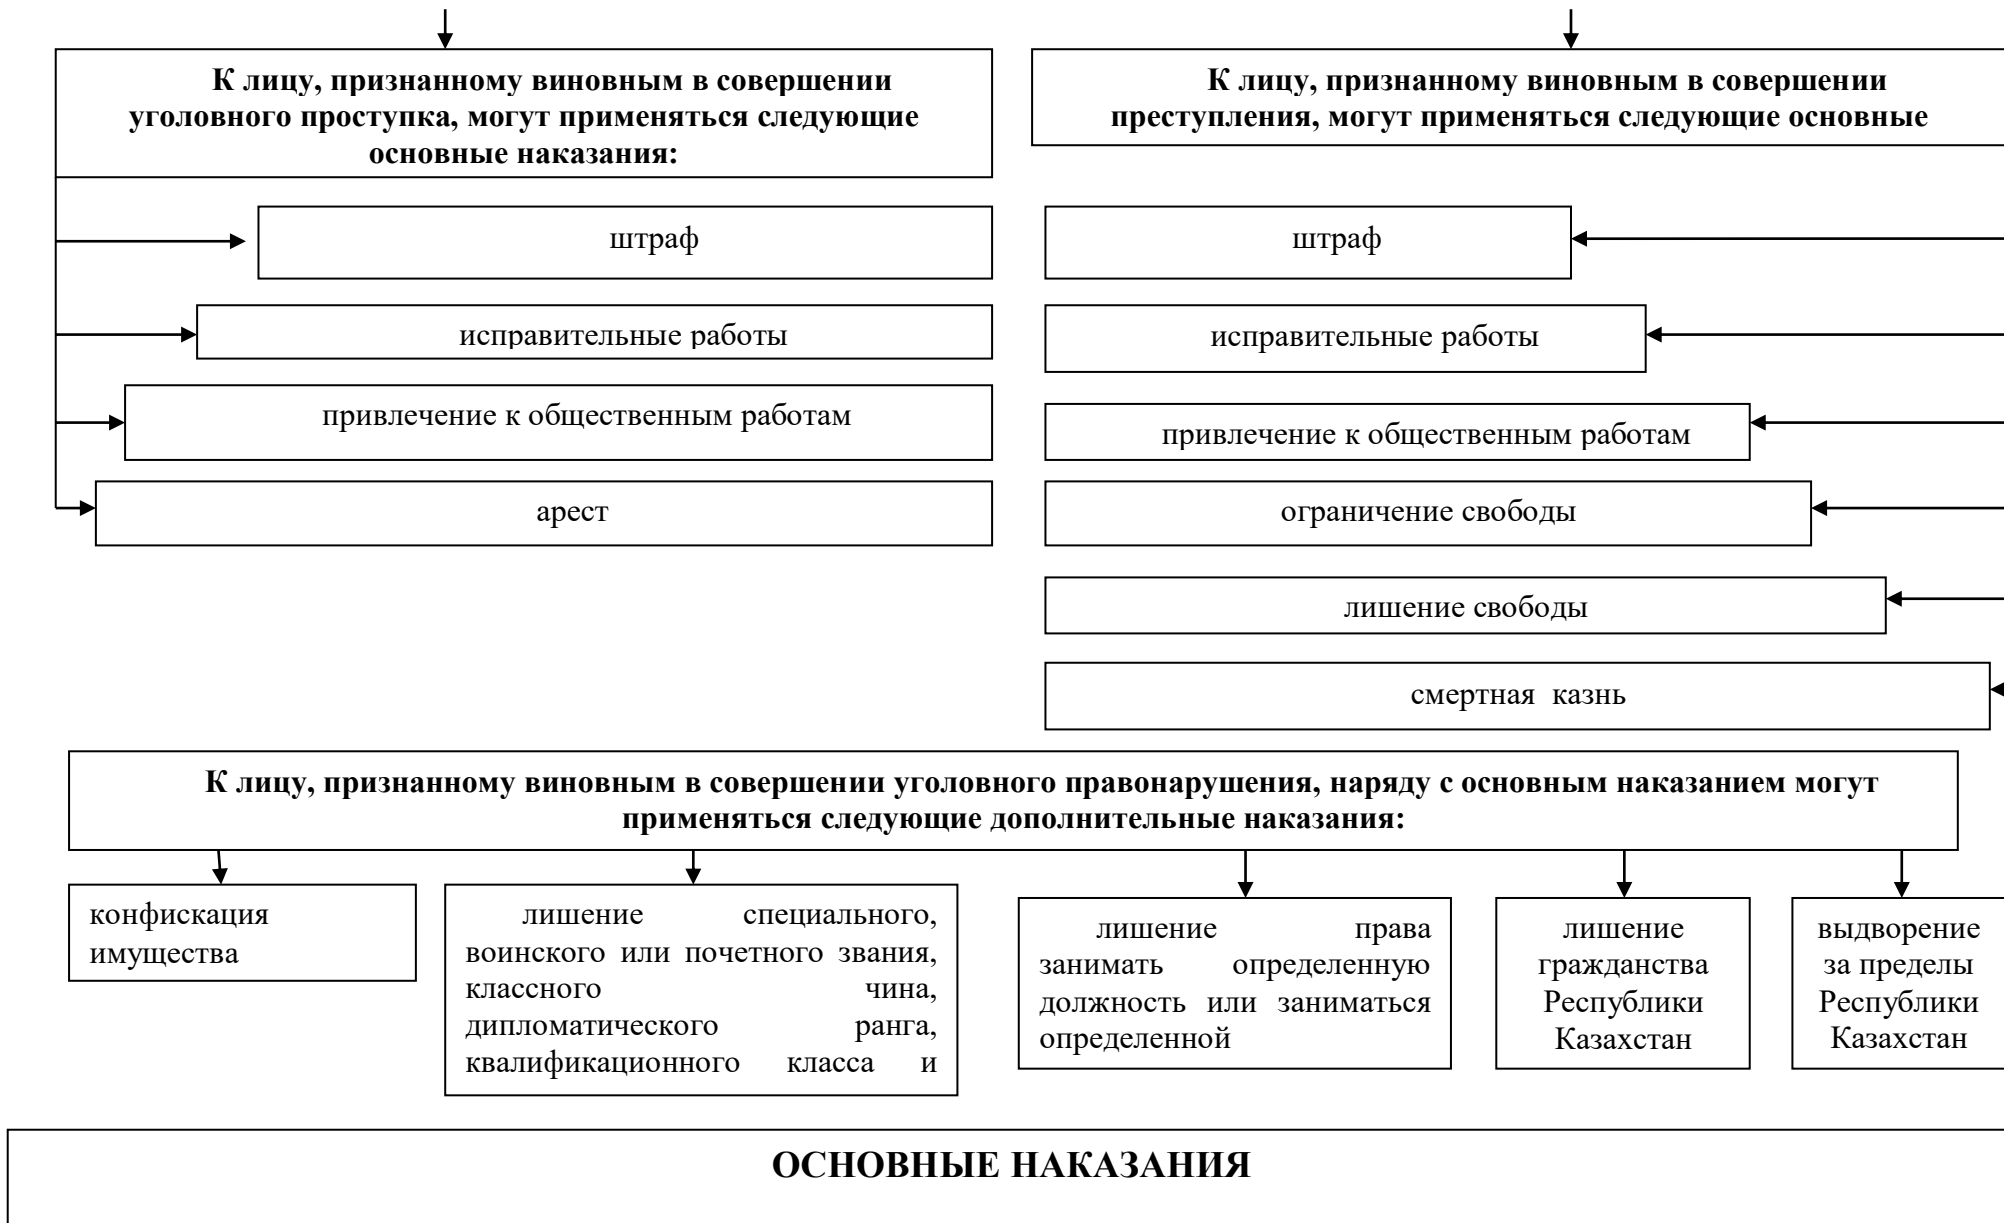 К лицу, признанному виновным в совершении
уголовного проступка, могут применяться следующие
основные наказания:
штраф
исправительные работы
привлечение к общественным работам
арест
К лицу, признанному виновным в совершении
преступления, могут применяться следующие основные
штраф
исправительные работы
привлечение к общественным работам
ограничение свободы
лишение свободы
смертная казнь
К лицу, признанному виновным в совершении уголовного правонарушения, наряду с основным наказанием могут
применяться следующие дополнительные наказания:
конфискация
имущества
лишение специального,
воинского или почетного звания,
классного чина,
дипломатического ранга,
квалификационного класса и
лишение права
занимать определенную
должность или заниматься
определенной
лишение
гражданства
Республики
Казахстан
выдворение
за пределы
Республики
Казахстан
ОСНОВНЫЕ НАКАЗАНИЯ